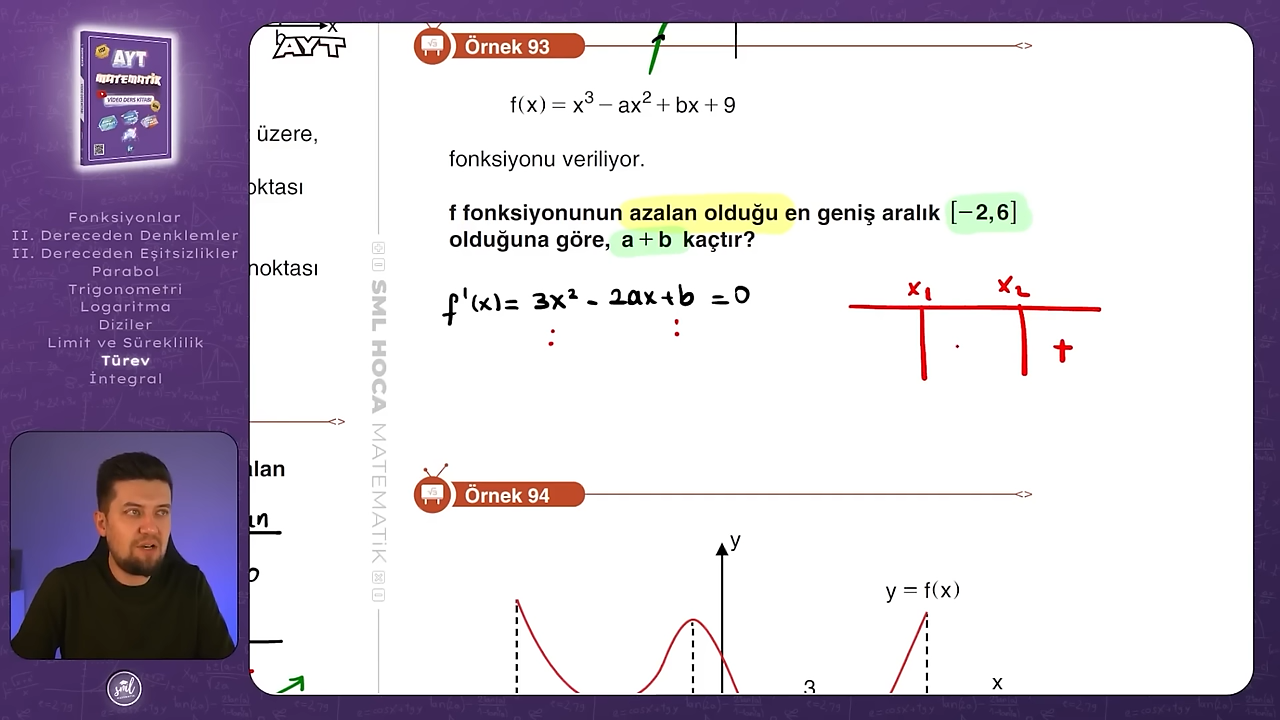 AYT
MATEMATİK
VİDEO DERS KİTABI
Fonksiyonlar
II. Dereceden Denklemler
II. Dereceden Eşitsizlikler
Parabol
Trigonometri
Logaritma
Diziler
Limit ve Süreklilik
Türev
İntegral
sml
x
AYT
üzere,
oktası
noktası
alan
SML HOCA MATEMATİK
Örnek 93
f(x) = x³ − ax² + bx + 9
fonksiyonu veriliyor.
f fonksiyonunun azalan olduğu en geniş aralık [−2,6]
olduğuna göre, a + b kaçtır?
f'(x) = 3x² - 2ax + b = 0
x₁ x₂
+
Örnek 94
y
y = f(x)
3
x